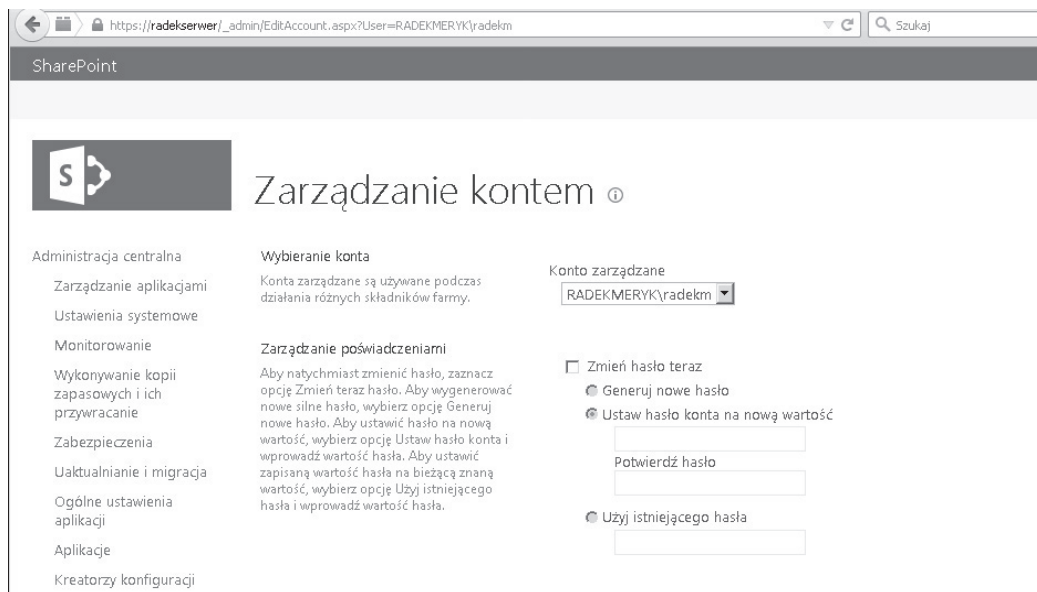 https://radekserwer/_admin/EditAccount.aspx?User=RADEKMERYK\radekm
Szukaj
SharePoint
S
Zarządzanie kontem
Administracja centralna
Zarządzanie aplikacjami
Ustawienia systemowe
Monitorowanie
Wykonywanie kopii
zapasowych i ich
przywracanie
Zabezpieczenia
Uaktualnianie i migracja
Ogólne ustawienia
aplikacji
Aplikacje
Kreatorzy konfiguracji
Wybieranie konta
Konta zarządzane są używane podczas
działania różnych składników farmy.
Konto zarządzane
RADEKMERYK\radekm
Zarządzanie poświadczeniami
Aby natychmiast zmienić hasło, zaznacz
opcję Zmień teraz hasło. Aby wygenerować
nowe silne hasło, wybierz opcję Generuj
nowe hasło. Aby ustawić hasło na nową
wartość, wybierz opcję Ustaw hasło konta i
wprowadź wartość hasła. Aby ustawić
zapisaną wartość hasła na bieżącą znaną
wartość, wybierz opcję Użyj istniejącego
hasła i wprowadź wartość hasła.
Zmień hasło teraz
Generuj nowe hasło
Ustaw hasło konta na nową wartość
Potwierdź hasło
Użyj istniejącego hasła